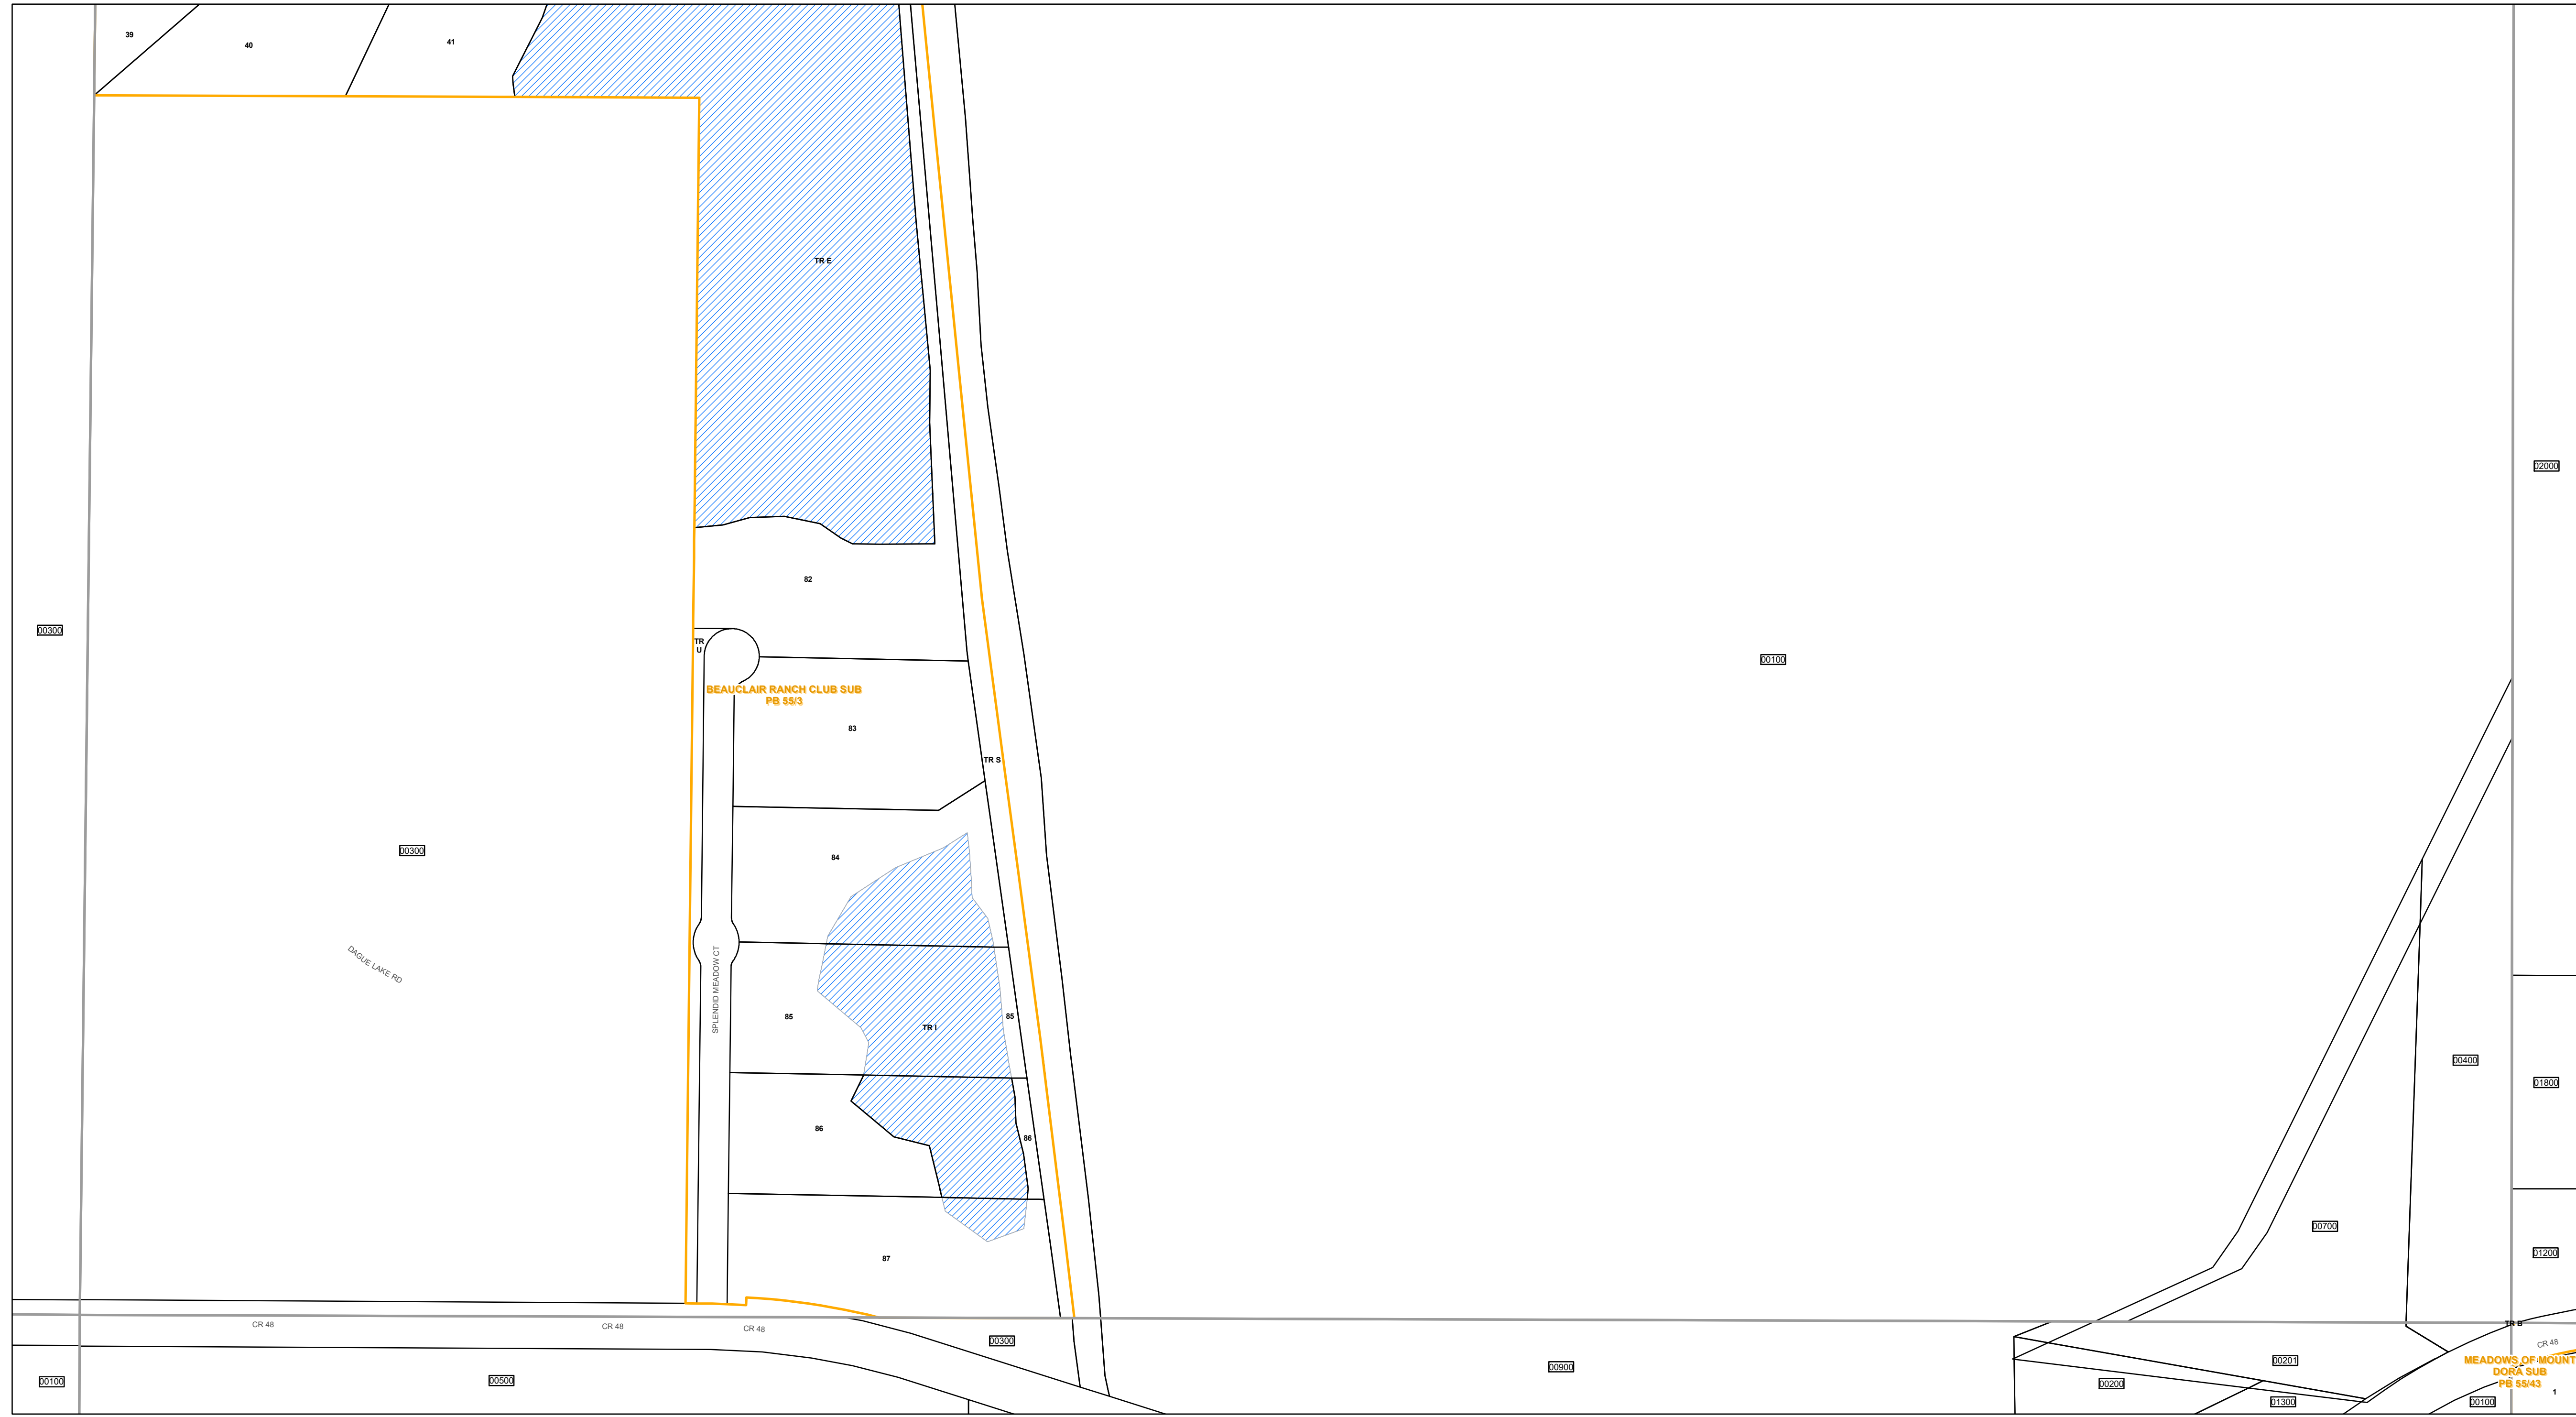 39
40
41
TR E
02000
82
00300
TR
U
00100
BEAUCLAIR RANCH CLUB SUB
PB 55/3
83
TR S
00300
84
DAGUE LAKE RD
SPLENDID MEADOW CT
85
85
TR I
00400
01800
86
86
00700
01200
87
CR 48
CR 48
CR 48
TR B
00300
CR 48
00900
00201
MEADOWS OF MOUNT
DORA SUB
PB 55/43
00100
00500
00200
1
01300
00100